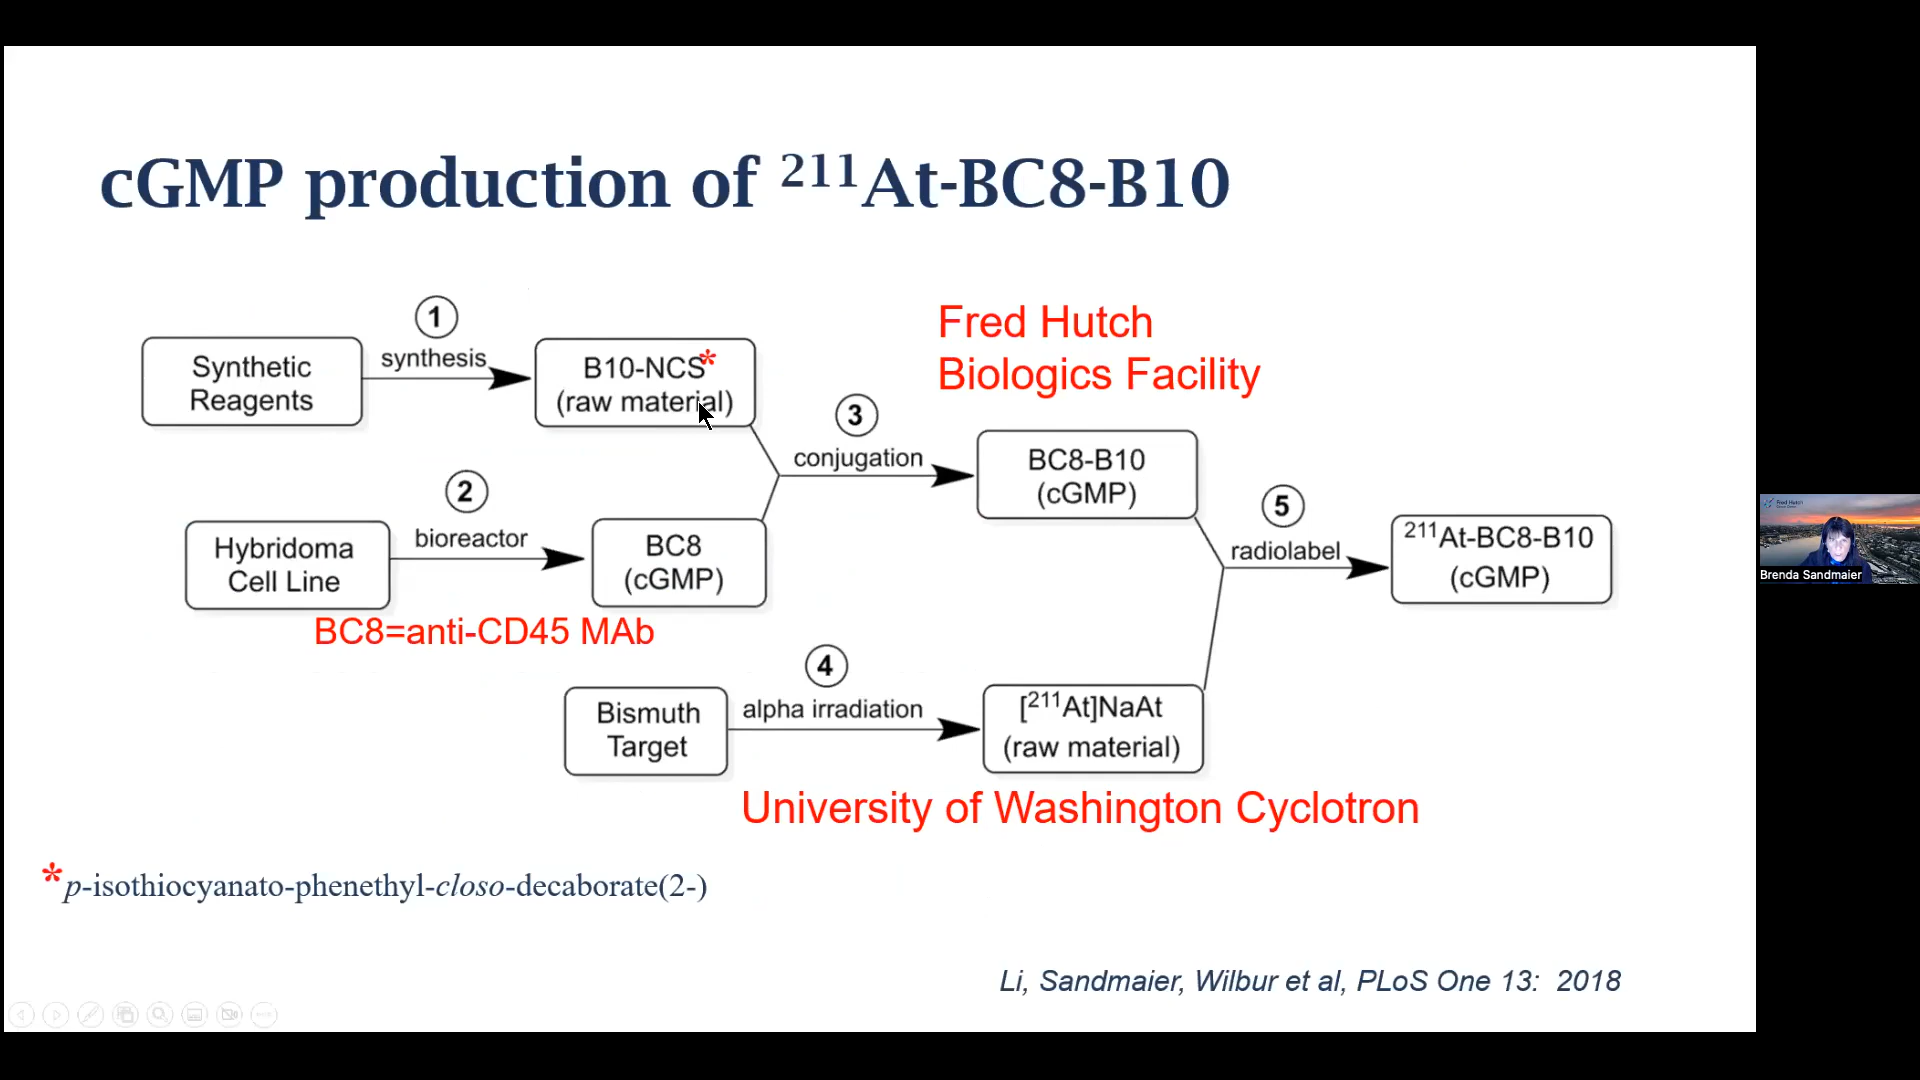 cGMP production of ²¹¹At-BC8-B10
1
synthesis
Synthetic
Reagents
B10-NCS*
(raw material)
Fred Hutch
Biologics Facility
3
conjugation
2
bioreactor
Hybridoma
Cell Line
BC8
(cGMP)
BC8=anti-CD45 MAb
BC8-B10
(cGMP)
5
radiolabel
²¹¹At-BC8-B10
(cGMP)
4
alpha irradiation
Bismuth
Target
[²¹¹At]NaAt
(raw material)
University of Washington Cyclotron
*p-isothiocyanato-phenethyl-closo-decaborate(2-)
Li, Sandmaier, Wilbur et al, PLoS One 13: 2018
Fred Hutch
Brenda Sandmaier